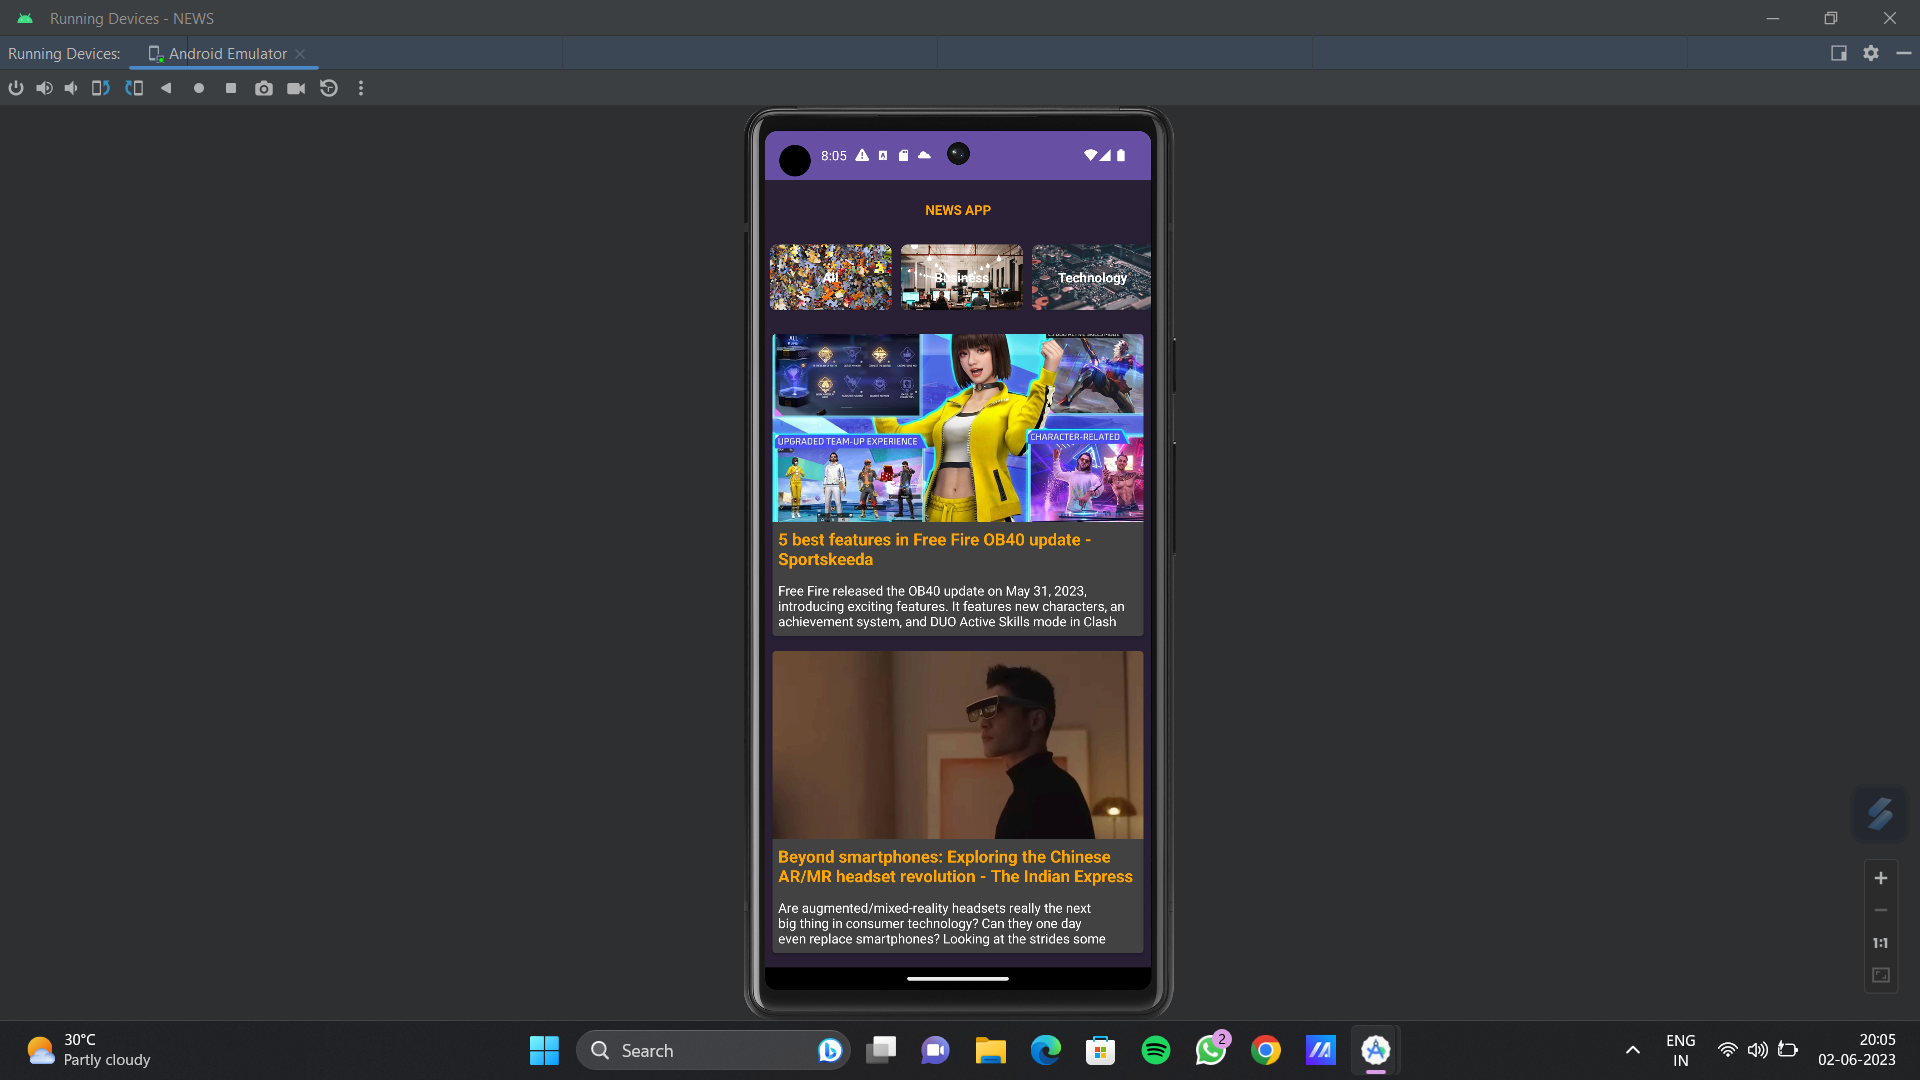 Running Devices - NEWS
Running Devices:
Android Emulator
8:05
NEWS APP
All
Business
Technology
ALL
UPGRADED TEAM-UP EXPERIENCE
CHARACTER-RELATED
5 best features in Free Fire OB40 update -
Sportskeeda
Free Fire released the OB40 update on May 31, 2023,
introducing exciting features. It features new characters, an
achievement system, and DUO Active Skills mode in Clash
Beyond smartphones: Exploring the Chinese
AR/MR headset revolution - The Indian Express
Are augmented/mixed-reality headsets really the next
big thing in consumer technology? Can they one day
even replace smartphones? Looking at the strides some
1:1
30°C
Partly cloudy
Search
2
ENG
IN
20:05
02-06-2023